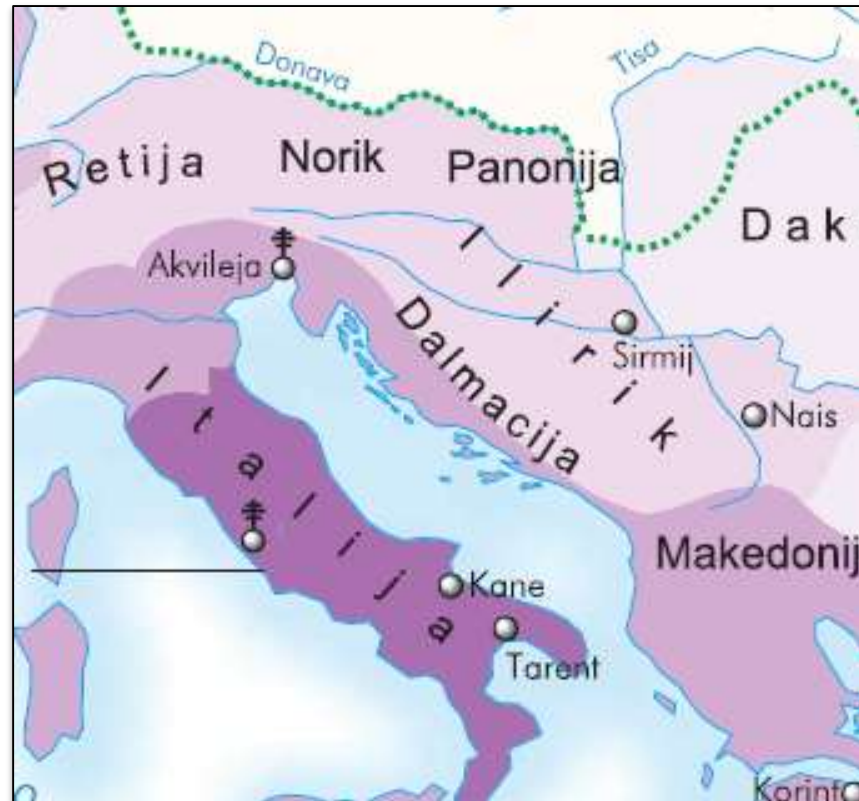 Donava
Tisa
Retija
Norik
Panonija
Dak
Akvileja
Ilirik
Sirmij
Dalmacija
Nais
Italija
Makedonij
Kane
Tarent
Korint